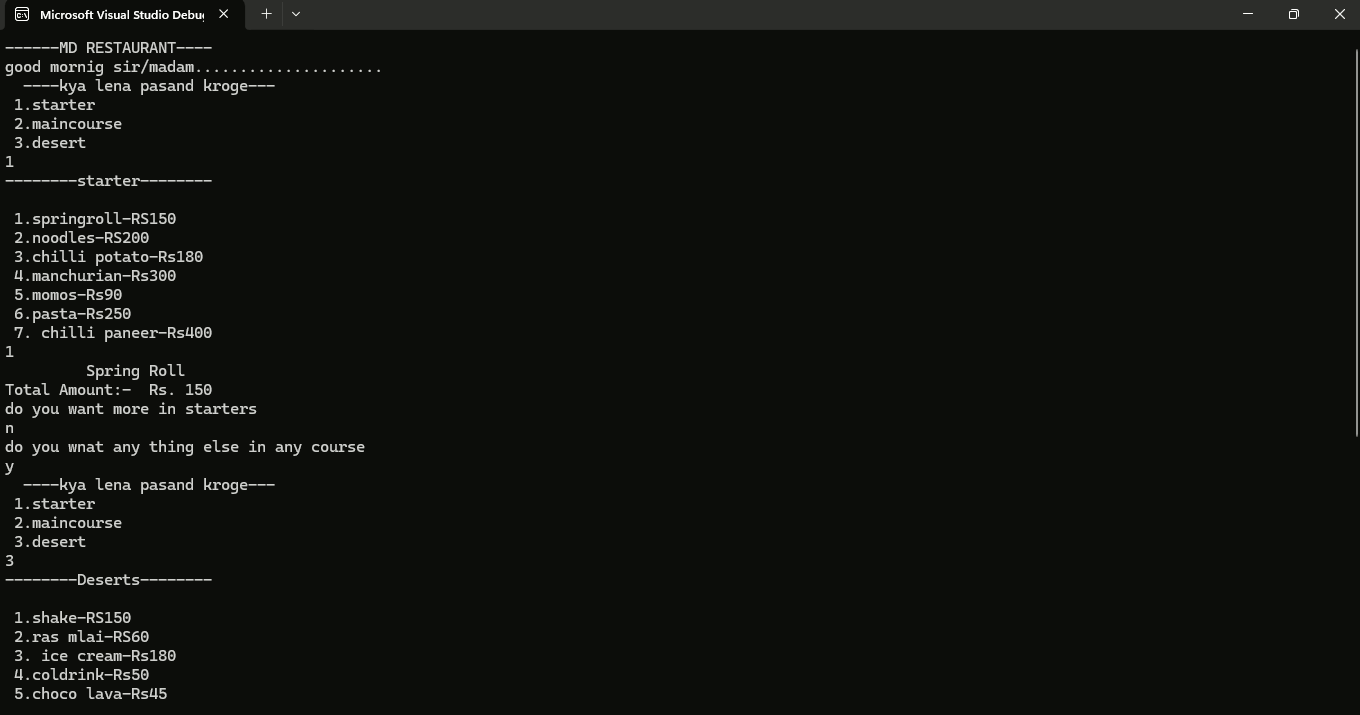 Microsoft Visual Studio Debu
------MD RESTAURANT----
good mornig sir/madam.....................
----kya lena pasand kroge---
1.starter
2.maincourse
3.desert
1
--------starter--------
1.springroll-RS150
2.noodles-RS200
3.chilli potato-Rs180
4.manchurian-Rs300
5.momos-Rs90
6.pasta-Rs250
7. chilli paneer-Rs400
1
Spring Roll
Total Amount:-  Rs. 150
do you want more in starters
n
do you wnat any thing else in any course
y
----kya lena pasand kroge---
1.starter
2.maincourse
3.desert
3
--------Deserts--------
1.shake-RS150
2.ras mlai-RS60
3. ice cream-Rs180
4.coldrink-Rs50
5.choco lava-Rs45